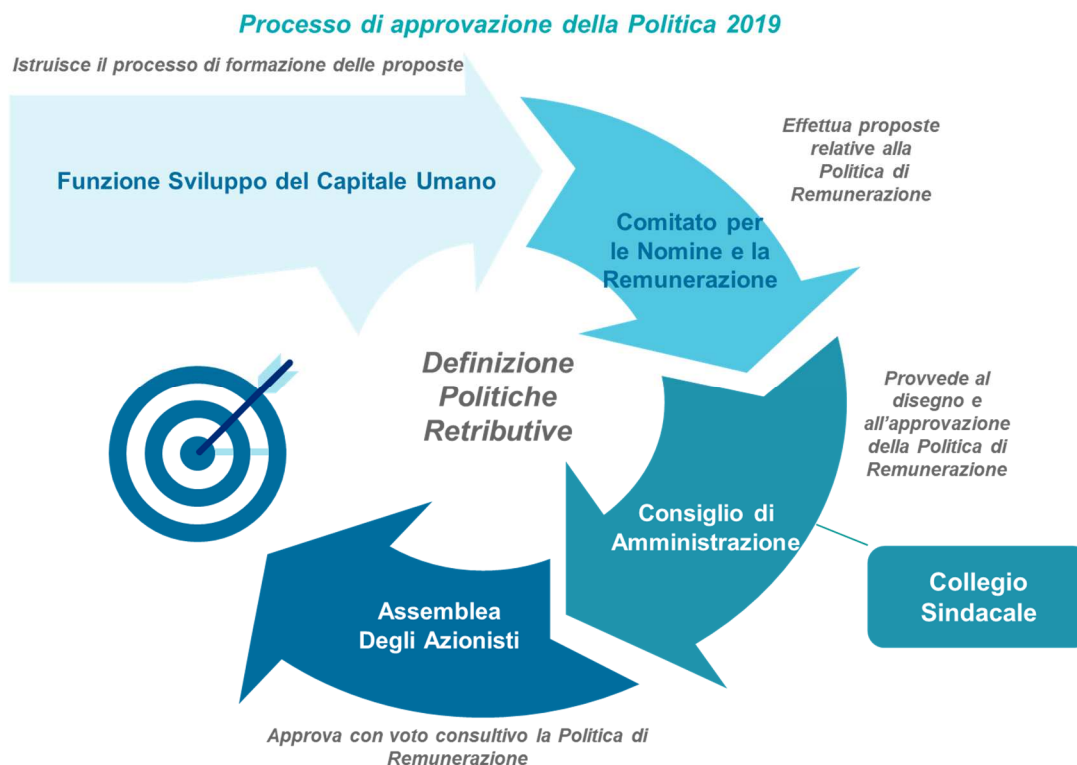 Processo di approvazione della Politica 2019
Istruisce il processo di formazione delle proposte
Funzione Sviluppo del Capitale Umano
Effettua proposte
relative alla
Politica di
Remunerazione
Comitato per
le Nomine e la
Remunerazione
Definizione
Politiche
Retributive
Provvede al
disegno e
all'approvazione
della Politica di
Remunerazione
Consiglio di
Amministrazione
Collegio
Sindacale
Assemblea
Degli Azionisti
Approva con voto consultivo la Politica di
Remunerazione